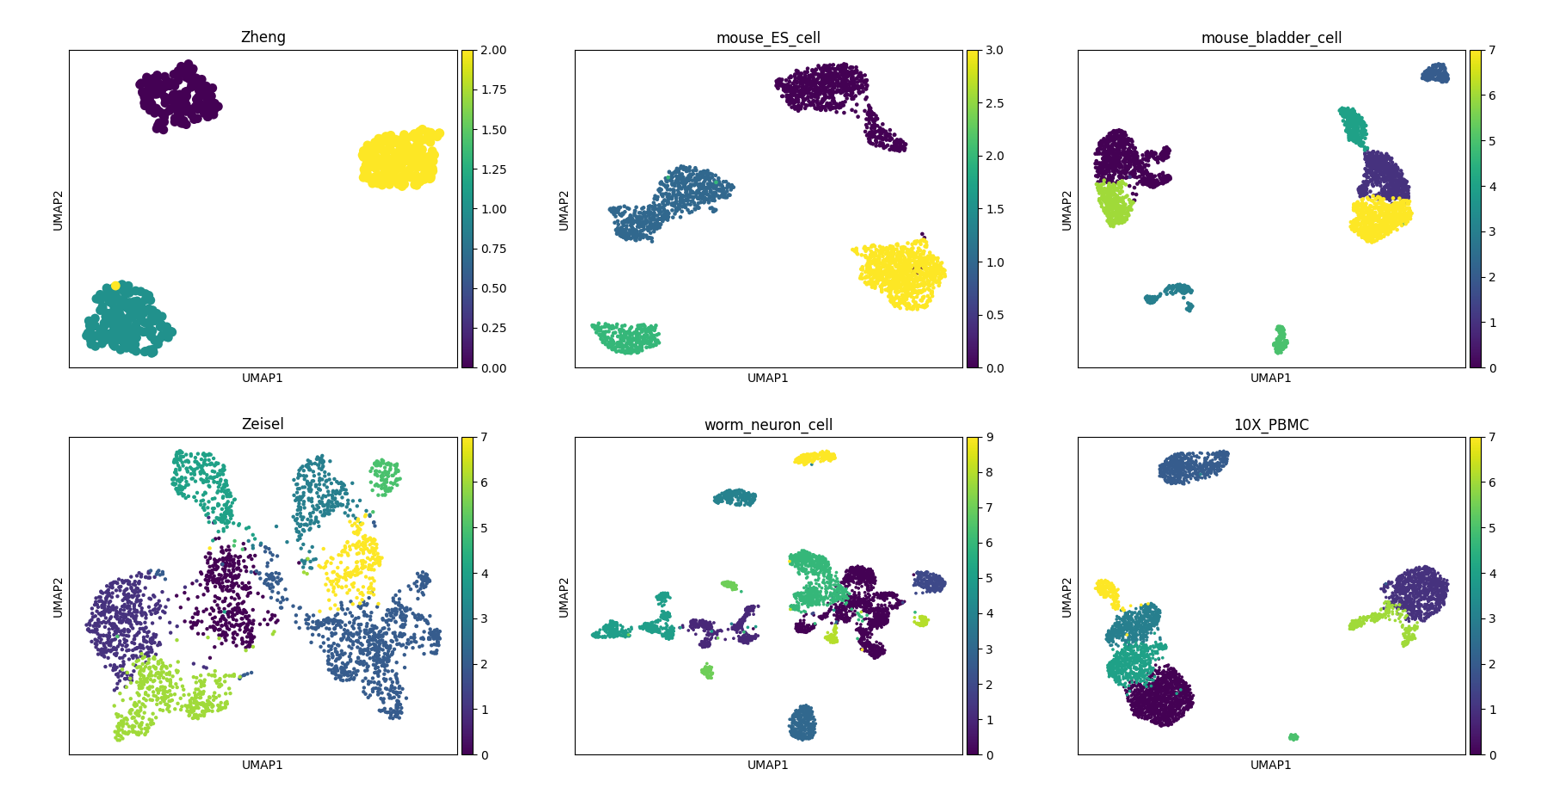 Zheng
UMAP2
UMAP1
2.00
1.75
1.50
1.25
1.00
0.75
0.50
0.25
0.00
mouse_ES_cell
UMAP2
UMAP1
3.0
2.5
2.0
1.5
1.0
0.5
0.0
mouse_bladder_cell
UMAP2
UMAP1
7
6
5
4
3
2
1
0
Zeisel
UMAP2
UMAP1
7
6
5
4
3
2
1
0
worm_neuron_cell
UMAP2
UMAP1
9
8
7
6
5
4
3
2
1
0
10X_PBMC
UMAP2
UMAP1
7
6
5
4
3
2
1
0